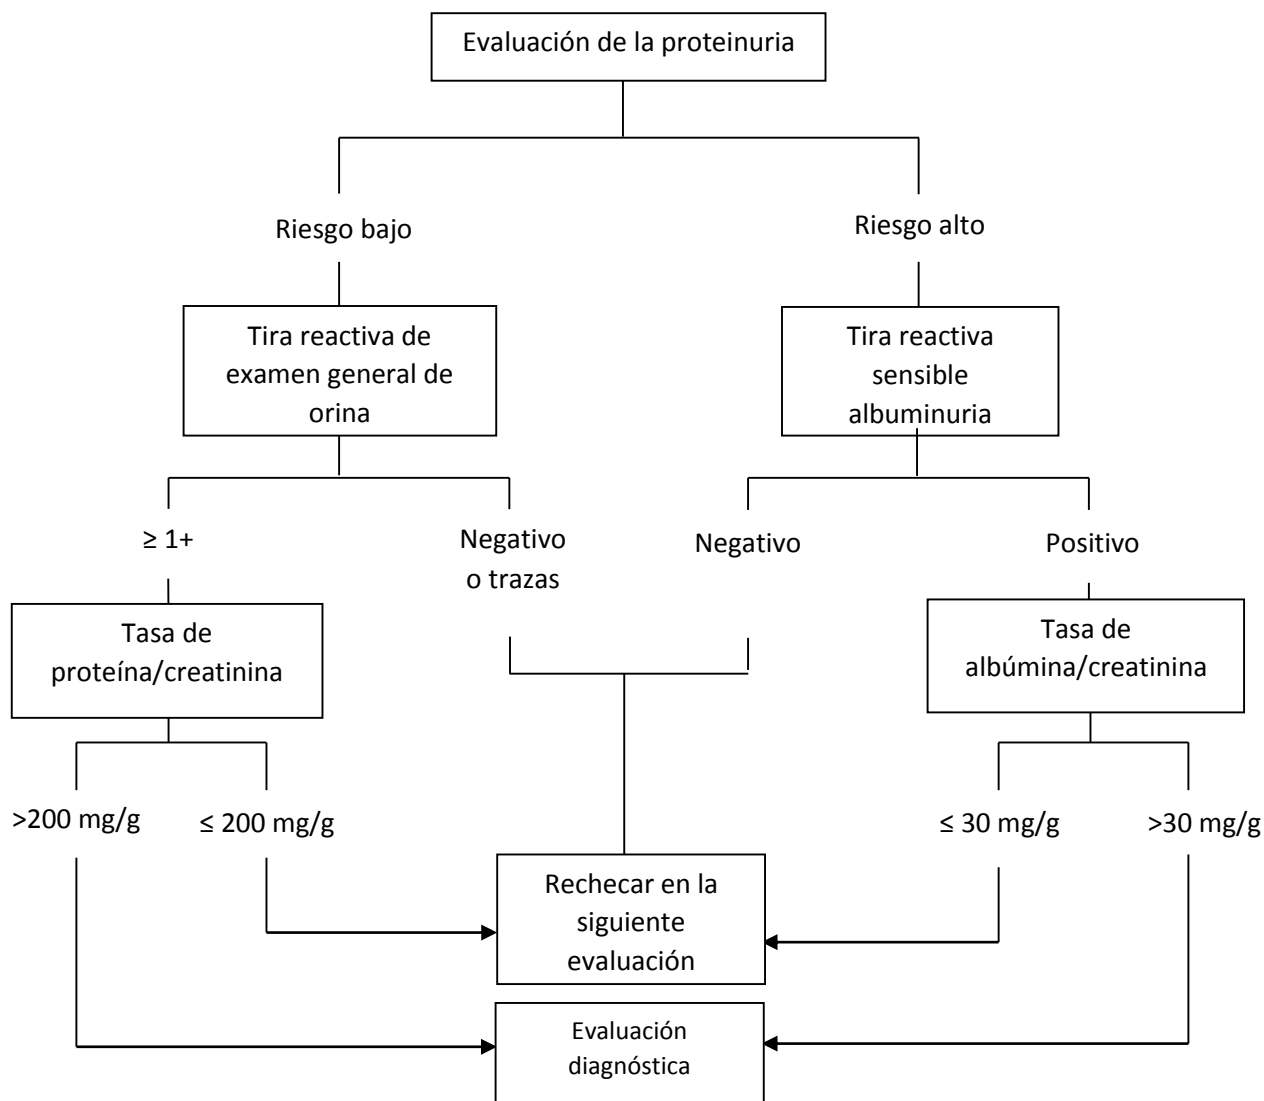 Evaluación de la proteinuria
Riesgo bajo
Riesgo alto
Tira reactiva de
examen general de
orina
Tira reactiva
sensible
albuminuria
≥ 1+
Negativo
o trazas
Negativo
Positivo
Tasa de
proteína/creatinina
Tasa de
albúmina/creatinina
>200 mg/g
≤ 200 mg/g
≤ 30 mg/g
>30 mg/g
Rechecar en la
siguiente
evaluación
Evaluación
diagnóstica